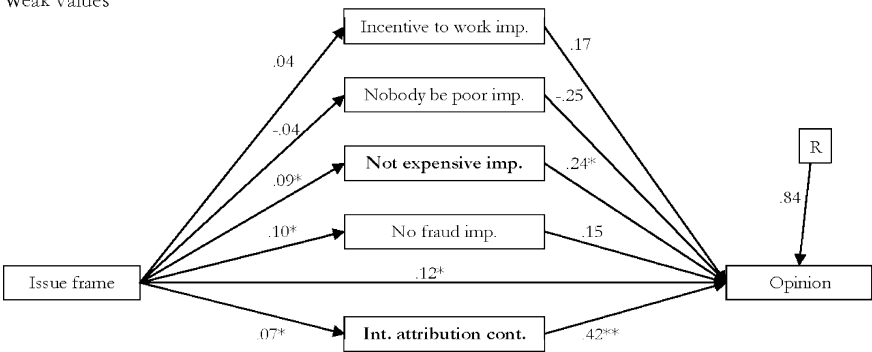 Weak values
Incentive to work imp.
.04
.17
Nobody be poor imp.
-.04
-.25
R
Not expensive imp.
.09*
.24*
.84
No fraud imp.
.10*
.15
Issue frame
.12*
Opinion
Int. attribution cont.
.07*
.42**